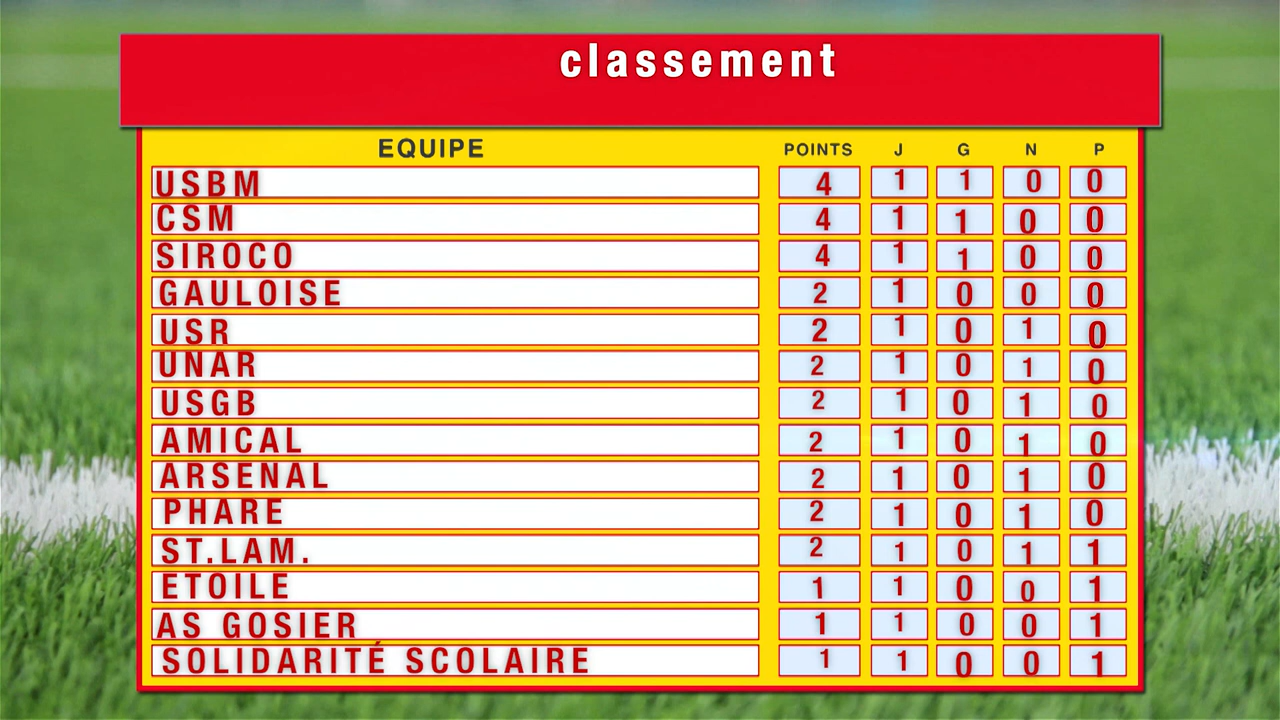 classement
EQUIPE POINTS J G N P
USBM 4 1 1 0 0
CSM 4 1 1 0 0
SIROCO 4 1 1 0 0
GAULOISE 2 1 0 0 0
USR 2 1 0 1 0
UNAR 2 1 0 1 0
USGB 2 1 0 1 0
AMICAL 2 1 0 1 0
ARSENAL 2 1 0 1 0
PHARE 2 1 0 1 0
ST.LAM. 2 1 0 1 1
ETOILE 1 1 0 0 1
AS GOSIER 1 1 0 0 1
SOLIDARITÉ SCOLAIRE 1 1 0 0 1